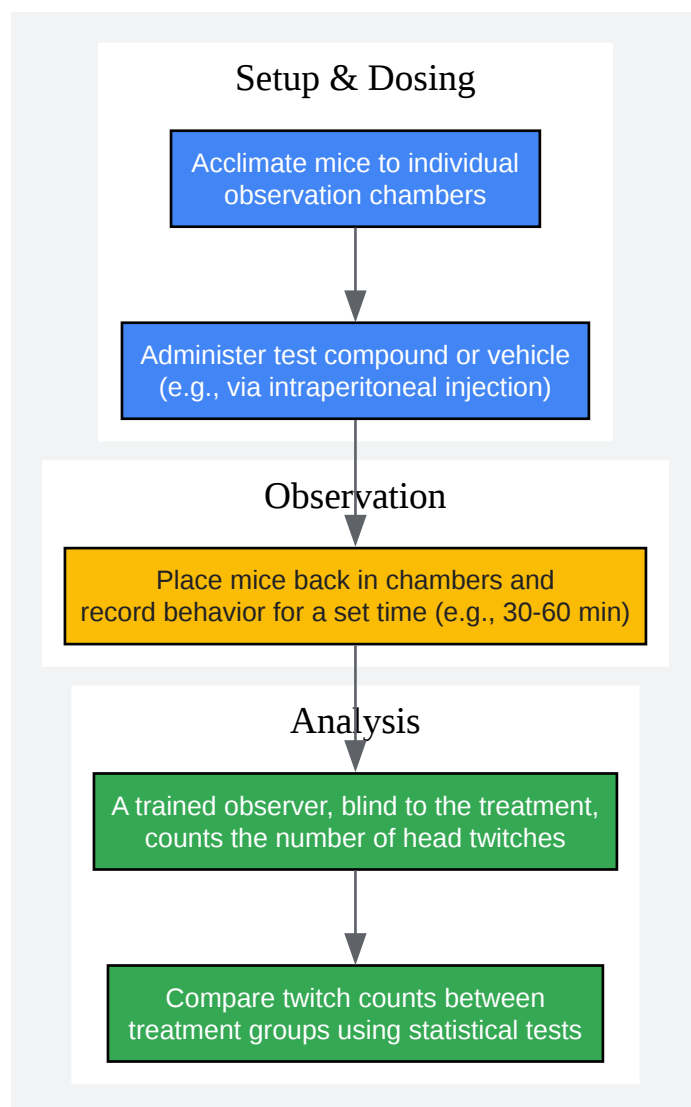 Setup & Dosing
Acclimate mice to individual
observation chambers
Administer test compound or vehicle
(e.g., via intraperitoneal injection)
Observation
Place mice back in chambers and
record behavior for a set time (e.g., 30-60 min)
Analysis
A trained observer, blind to the treatment,
counts the number of head twitches
Compare twitch counts between
treatment groups using statistical tests